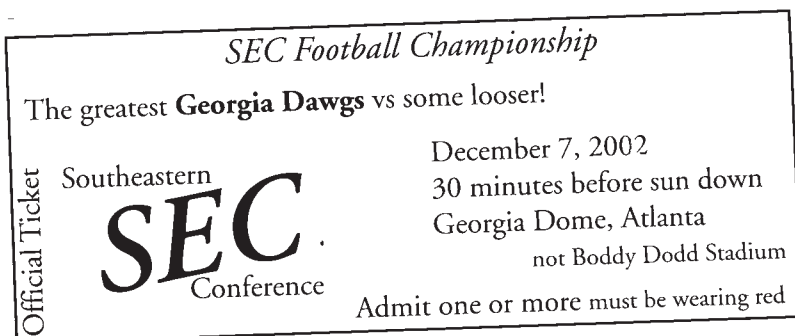 SEC Football Championship
The greatest Georgia Dawgs vs some looser!
Official Ticket
Southeastern
SEC
Conference
December 7, 2002
30 minutes before sun down
Georgia Dome, Atlanta
not Boddy Dodd Stadium
Admit one or more must be wearing red